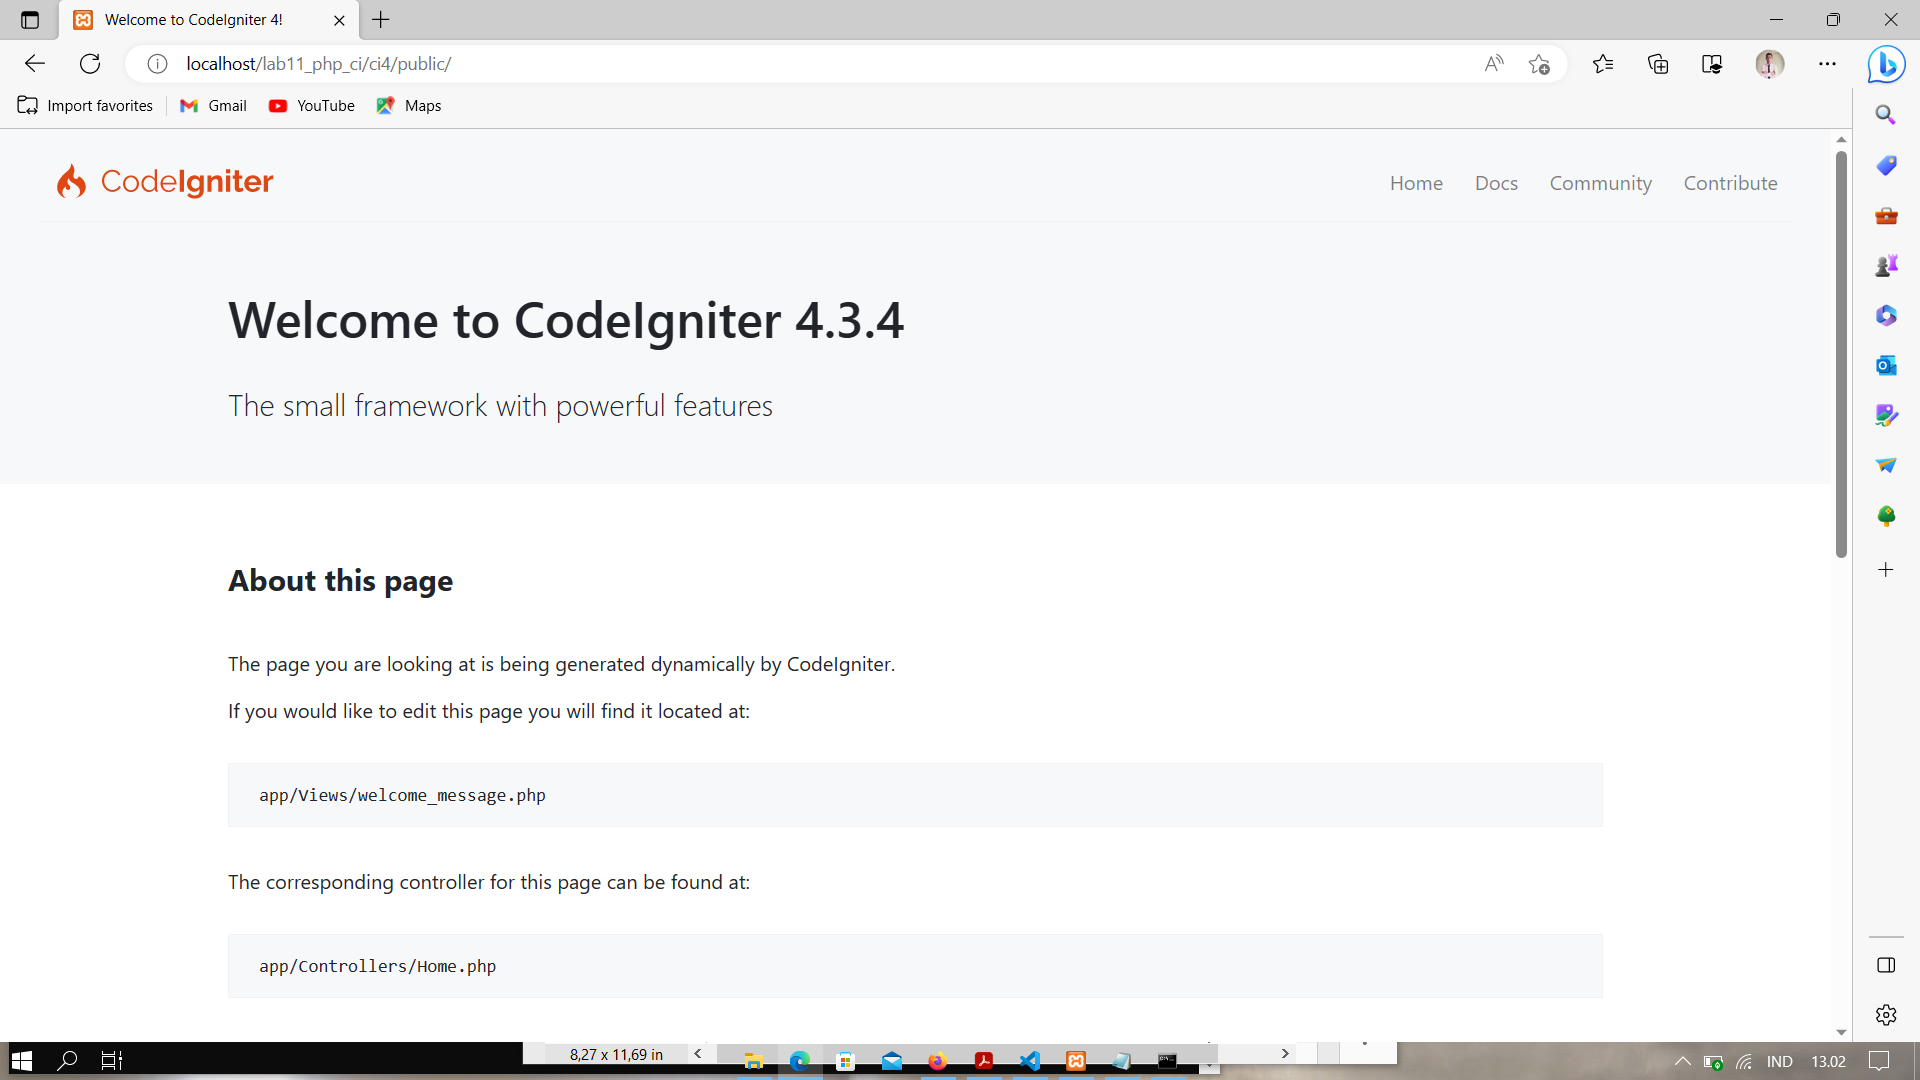 Welcome to CodeIgniter 4!
localhost/lab11_php_ci/ci4/public/
Import favorites
Gmail
YouTube
Maps
CodeIgniter
Home
Docs
Community
Contribute
Welcome to CodeIgniter 4.3.4
The small framework with powerful features
About this page
The page you are looking at is being generated dynamically by CodeIgniter.
If you would like to edit this page you will find it located at:
app/Views/welcome_message.php
The corresponding controller for this page can be found at:
app/Controllers/Home.php
8,27 x 11,69 in
IND
13.02